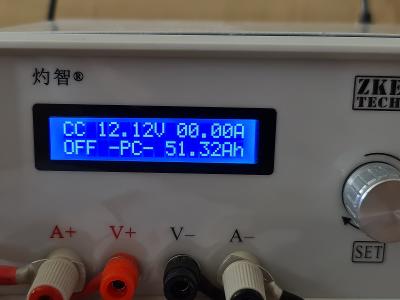 灼智®
ZKE
TECH
CC 12.12V 00.00A
OFF -PC- 51.32Ah
A+ V+ V- A-
SET